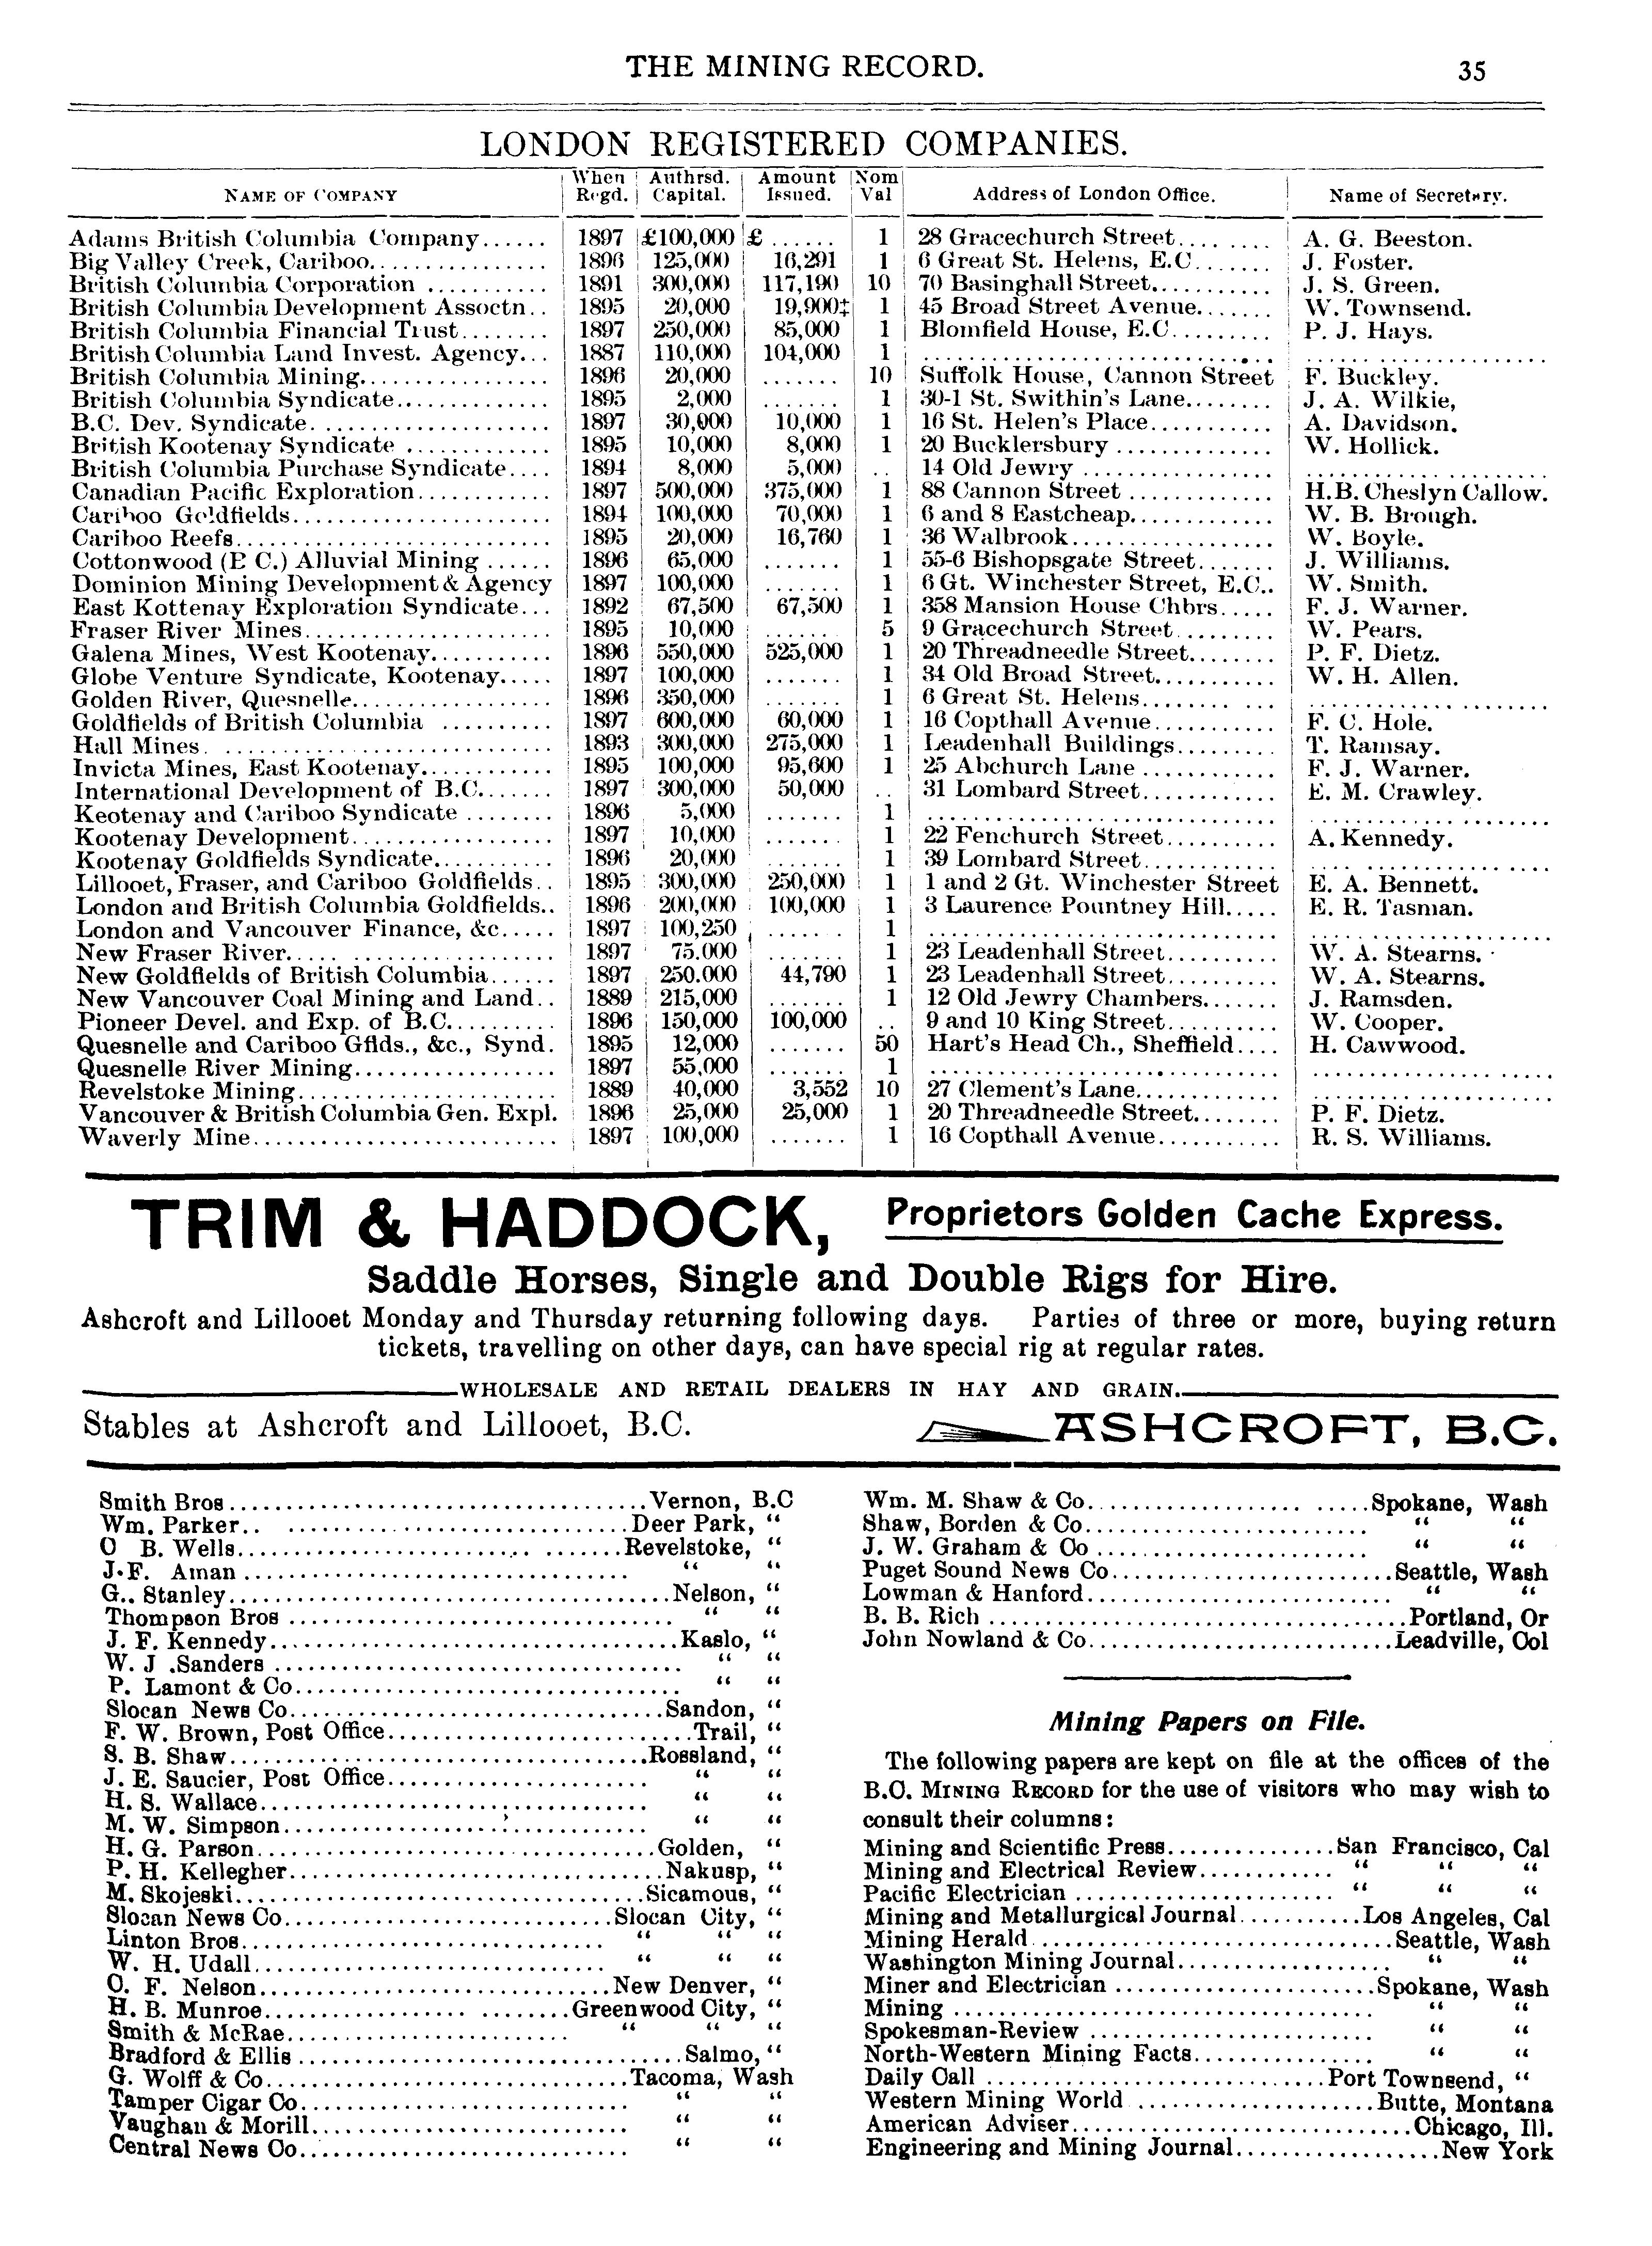 THE MINING RECORD.
35
LONDON REGISTERED COMPANIES.
NAME OF COMPANY When Regd. Authrsd. Capital. Amount Issued. Nom Val Address of London Office. Name of Secretary.
Adams British Columbia Company...... 1897 £100,000 £ ...... 1 28 Gracechurch Street......... A. G. Beeston.
Big Valley Creek, Cariboo................ 1896 125,000 16,291 1 6 Great St. Helens, E.C....... J. Foster.
British Columbia Corporation ........... 1891 300,000 117,190 10 70 Basinghall Street........... J. S. Green.
British Columbia Development Assoctn.. 1895 20,000 19,900‡ 1 45 Broad Street Avenue....... W. Townsend.
British Columbia Financial Trust........ 1897 250,000 85,000 1 Blomfield House, E.C......... P. J. Hays.
British Columbia Land Invest. Agency... 1887 110,000 104,000 1 .............................. .....................
British Columbia Mining................. 1896 20,000 ....... 10 Suffolk House, Cannon Street F. Buckley.
British Columbia Syndicate.............. 1895 2,000 ....... 1 30-1 St. Swithin's Lane........ J. A. Wilkie,
B.C. Dev. Syndicate..................... 1897 30,000 10,000 1 16 St. Helen's Place........... A. Davidson.
British Kootenay Syndicate ............. 1895 10,000 8,000 1 20 Bucklersbury .............. W. Hollick.
British Columbia Purchase Syndicate.... 1894 8,000 5,000 .. 14 Old Jewry ................. .....................
Canadian Pacific Exploration............ 1897 500,000 375,000 1 88 Cannon Street ............. H.B. Cheslyn Callow.
Cariboo Goldfields....................... 1894 100,000 70,000 1 6 and 8 Eastcheap............. W. B. Brough.
Cariboo Reefs............................ 1895 20,000 16,760 1 36 Walbrook................... W. Boyle.
Cottonwood (B C.) Alluvial Mining ...... 1896 65,000 ....... 1 55-6 Bishopsgate Street....... J. Williams.
Dominion Mining Development & Agency 1897 100,000 ....... 1 6 Gt. Winchester Street, E.C.. W. Smith.
East Kottenay Exploration Syndicate... 1892 67,500 67,500 1 358 Mansion House Chbrs..... F. J. Warner.
Fraser River Mines...................... 1895 10,000 ....... 5 9 Gracechurch Street.......... W. Pears.
Galena Mines, West Kootenay........... 1896 550,000 525,000 1 20 Threadneedle Street........ P. F. Dietz.
Globe Venture Syndicate, Kootenay..... 1897 100,000 ....... 1 34 Old Broad Street........... W. H. Allen.
Golden River, Quesnelle................. 1896 350,000 ....... 1 6 Great St. Helens............ .....................
Goldfields of British Columbia .......... 1897 600,000 60,000 1 16 Copthall Avenue........... F. C. Hole.
Hall Mines. ............................. 1893 300,000 275,000 1 Leadenhall Buildings......... T. Ramsay.
Invicta Mines, East Kootenay............ 1895 100,000 95,600 1 25 Abchurch Lane ............ F. J. Warner.
International Development of B.C....... 1897 300,000 50,000 .. 31 Lombard Street............ E. M. Crawley.
Keotenay and Cariboo Syndicate ........ 1896 5,000 ....... 1 .............................. .....................
Kootenay Development.................. 1897 10,000 ....... 1 22 Fenchurch Street.......... A. Kennedy.
Kootenay Goldfields Syndicate........... 1896 20,000 ....... 1 39 Lombard Street............ .....................
Lillooet, Fraser, and Cariboo Goldfields.. 1895 300,000 250,000 1 1 and 2 Gt. Winchester Street E. A. Bennett.
London and British Columbia Goldfields.. 1896 200,000 100,000 1 3 Laurence Pountney Hill..... E. R. Tasman.
London and Vancouver Finance, &c..... 1897 100,250 ....... 1 .............................. .....................
New Fraser River........................ 1897 75.000 ....... 1 23 Leadenhall Street.......... W. A. Stearns.
New Goldfields of British Columbia...... 1897 250.000 44,790 1 23 Leadenhall Street.......... W. A. Stearns.
New Vancouver Coal Mining and Land.. 1889 215,000 ....... 1 12 Old Jewry Chambers....... J. Ramsden.
Pioneer Devel. and Exp. of B.C.......... 1896 150,000 100,000 .. 9 and 10 King Street.......... W. Cooper.
Quesnelle and Cariboo Gflds., &c., Synd. 1895 12,000 ....... 50 Hart's Head Ch., Sheffield.... H. Cawwood.
Quesnelle River Mining.................. 1897 55,000 ....... 1 .............................. .....................
Revelstoke Mining....................... 1889 40,000 3,552 10 27 Clement's Lane............. .....................
Vancouver & British Columbia Gen. Expl. 1896 25,000 25,000 1 20 Threadneedle Street........ P. F. Dietz.
Waverly Mine........................... 1897 100,000 ....... 1 16 Copthall Avenue........... R. S. Williams.
TRIM & HADDOCK, Proprietors Golden Cache Express.
Saddle Horses, Single and Double Rigs for Hire.
Ashcroft and Lillooet Monday and Thursday returning following days. Parties of three or more, buying return
tickets, travelling on other days, can have special rig at regular rates.
WHOLESALE AND RETAIL DEALERS IN HAY AND GRAIN.
Stables at Ashcroft and Lillooet, B.C. ASHCROFT, B.C.
Smith Bros.....................................Vernon, B.C
Wm. Parker.. ..............................Deer Park, "
O B. Wells.................................Revelstoke, "
J.F. Aman .................................. " "
G.. Stanley......................................Nelson, "
Thompson Bros .................................. " "
J. F. Kennedy....................................Kaslo, "
W. J .Sanders .................................... " "
P. Lamont & Co.................................. " "
Slocan News Co.................................Sandon, "
F. W. Brown, Post Office...........................Trail, "
S. B. Shaw.....................................Rossland, "
J. E. Saucier, Post Office....................... " "
H. S. Wallace.................................. " "
M. W. Simpson................................ " "
H. G. Parson...................................Golden, "
P. H. Kellegher.................................Nakusp, "
M. Skojeski....................................Sicamous, "
Slocan News Co.............................Slocan City, "
Linton Bros................................ " " "
W. H. Udall............................... " " "
O. F. Nelson...............................New Denver, "
H. B. Munroe.................. ........Greenwood City, "
Smith & McRae......................... " " "
Bradford & Ellis..................................Salmo, "
G. Wolff & Co................................Tacoma, Wash
Tamper Cigar Co............................. " "
Vaughan & Morill............................ " "
Central News Co............................. " "
Wm. M. Shaw & Co................... .....Spokane, Wash
Shaw, Borden & Co......................... " "
J. W. Graham & Co ........................ " "
Puget Sound News Co.........................Seattle, Wash
Lowman & Hanford........................... " "
B. B. Rich .....................................Portland, Or
John Nowland & Co...........................Leadville, Col
Mining Papers on File.
The following papers are kept on file at the offices of the
B.C. MINING RECORD for the use of visitors who may wish to
consult their columns:
Mining and Scientific Press...............San Francisco, Cal
Mining and Electrical Review............ " " "
Pacific Electrician ....................... " " "
Mining and Metallurgical Journal...........Los Angeles, Cal
Mining Herald................................Seattle, Wash
Washington Mining Journal................... " "
Miner and Electrician .......................Spokane, Wash
Mining ..................................... " "
Spokesman-Review ......................... " "
North-Western Mining Facts................ " "
Daily Call ..............................Port Townsend, "
Western Mining World .....................Butte, Montana
American Adviser..............................Chicago, Ill.
Engineering and Mining Journal..................New York